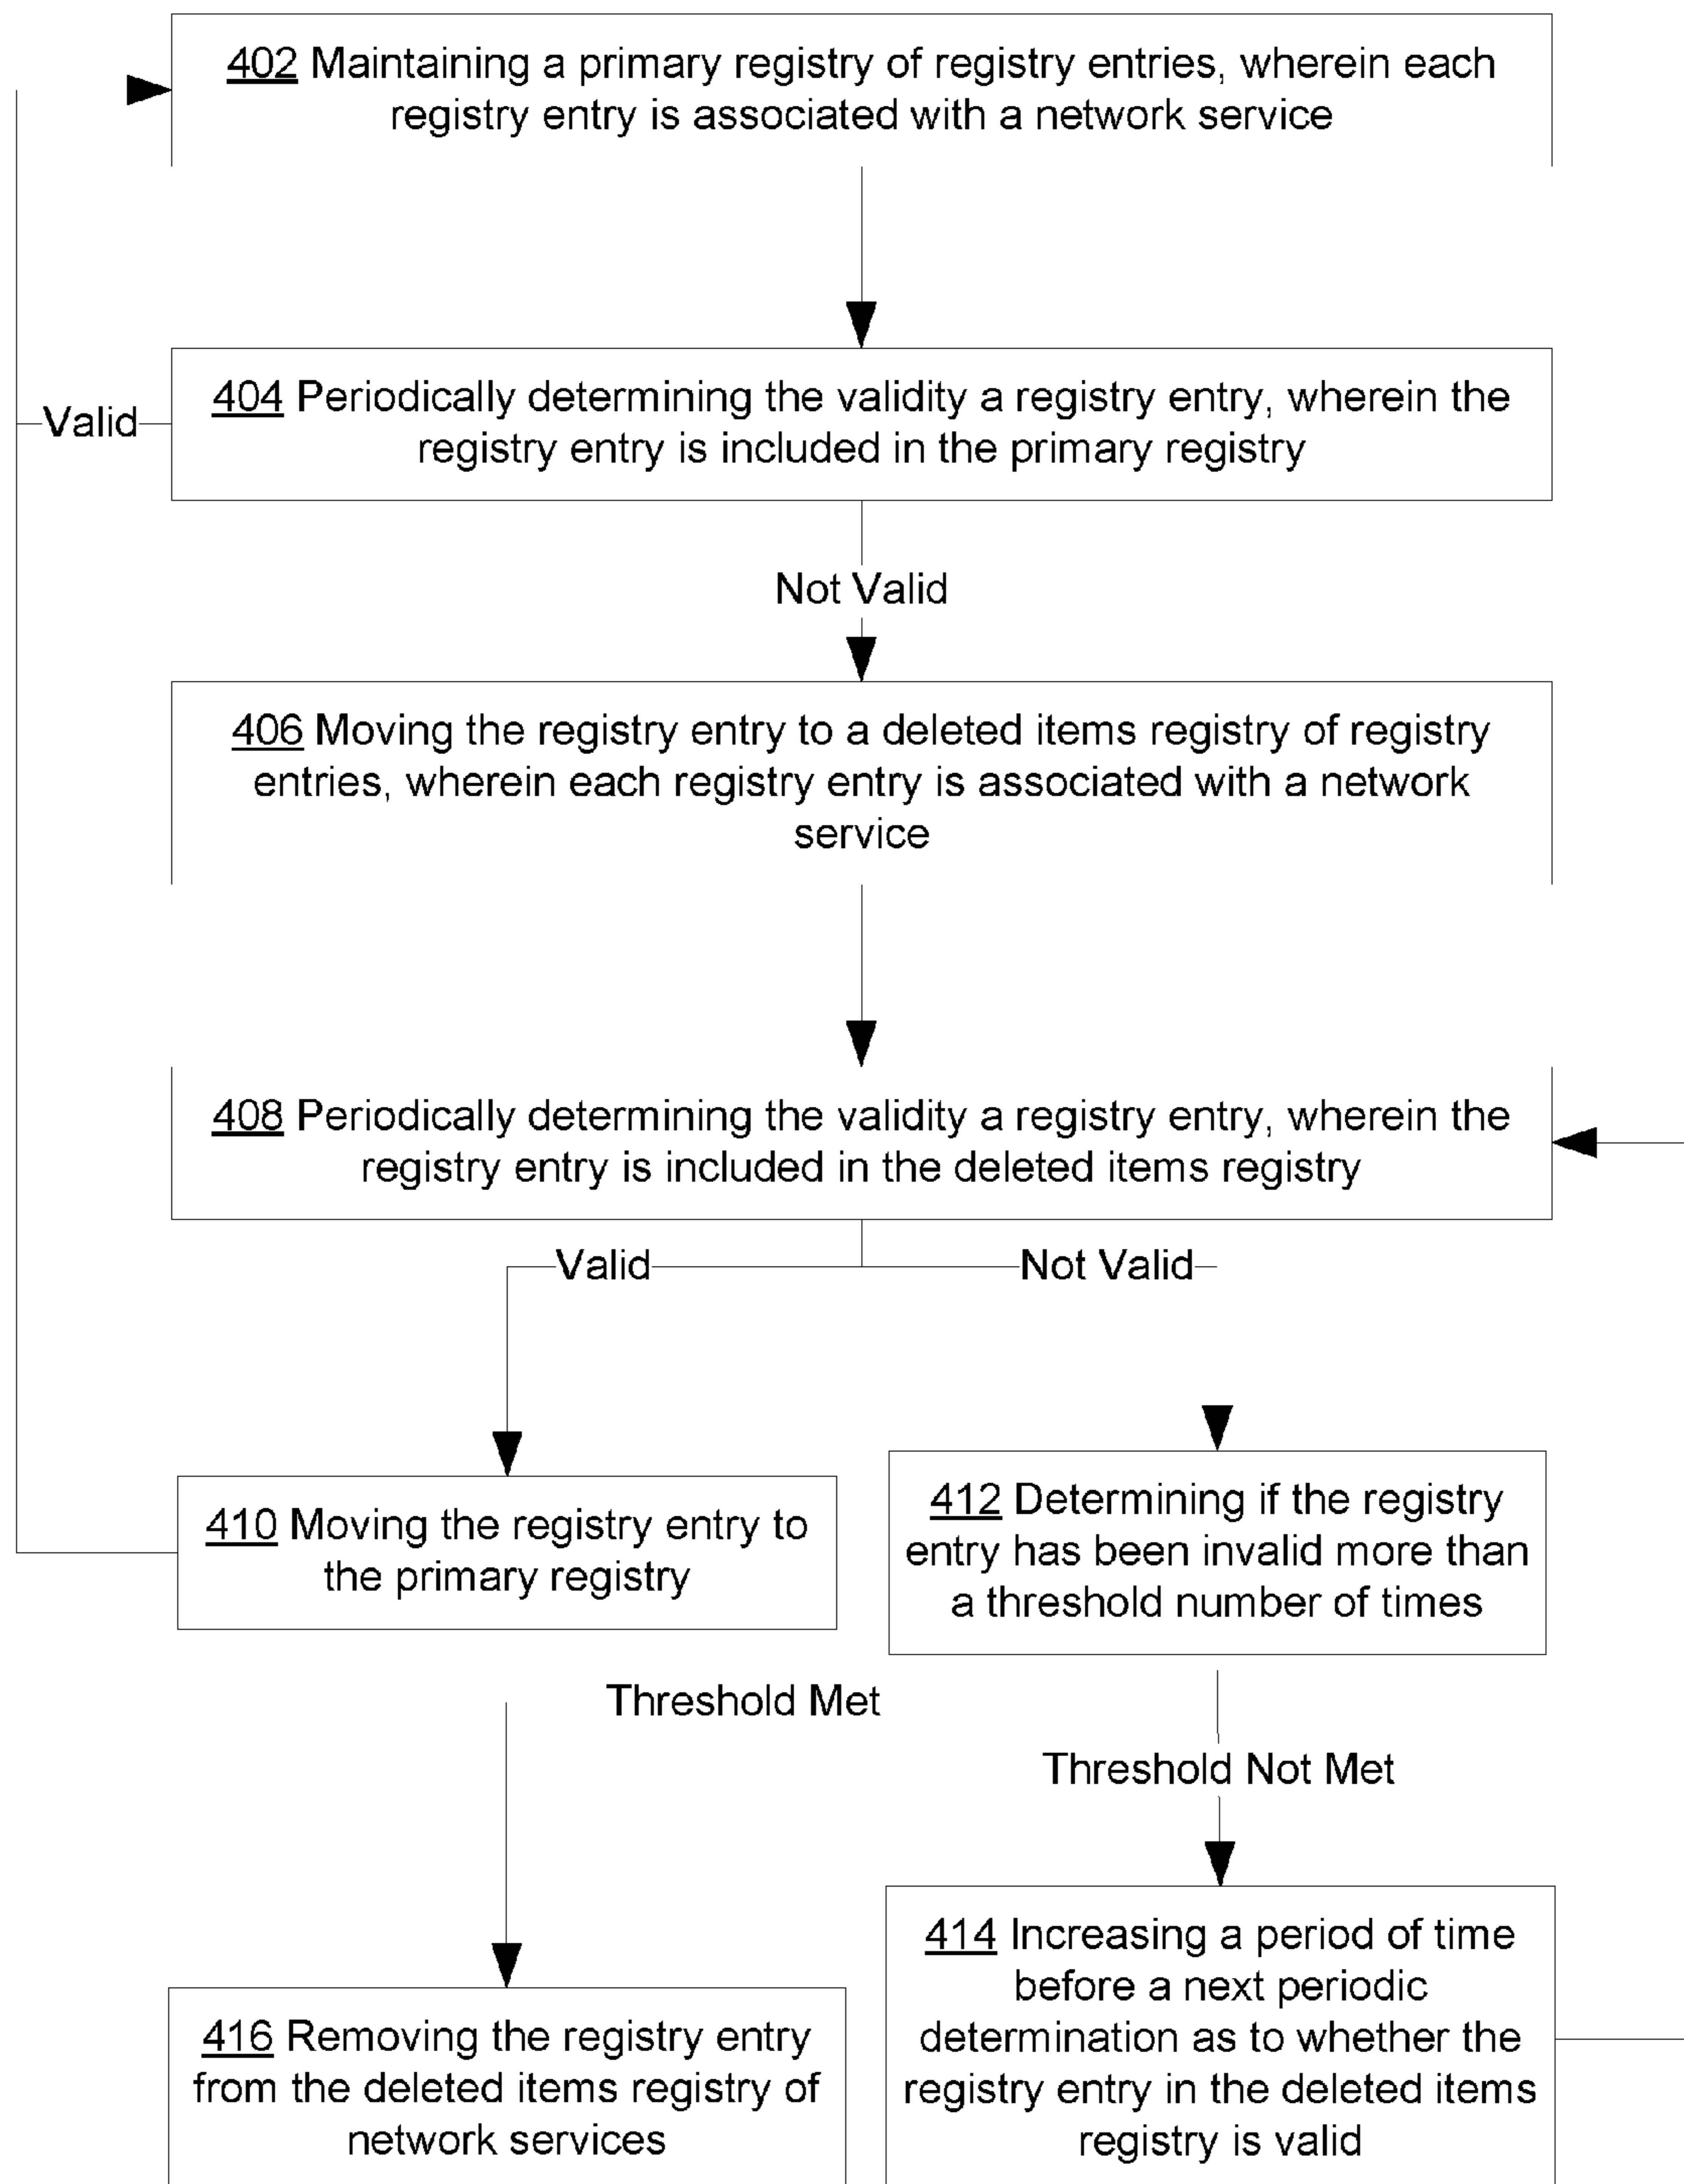 402 Maintaining a primary registry of registry entries, wherein each
registry entry is associated with a network service
404 Periodically determining the validity a registry entry, wherein the
registry entry is included in the primary registry
Valid
Not Valid
406 Moving the registry entry to a deleted items registry of registry
entries, wherein each registry entry is associated with a network
service
408 Periodically determining the validity a registry entry, wherein the
registry entry is included in the deleted items registry
Valid
Not Valid
410 Moving the registry entry to
the primary registry
412 Determining if the registry
entry has been invalid more than
a threshold number of times
Threshold Met
Threshold Not Met
416 Removing the registry entry
from the deleted items registry of
network services
414 Increasing a period of time
before a next periodic
determination as to whether the
registry entry in the deleted items
registry is valid